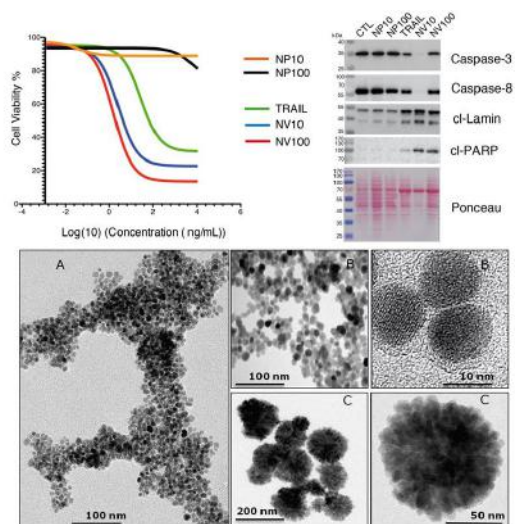 100
80
60
40
20
0
Cell Viability %
-4 -2 0 2 4 6
Log(10) (Concentration ( ng/mL))
NP10
NP100
TRAIL
NV10
NV100
kDa
CTL NP10 NP100 TRAIL NV10 NV100
Caspase-3
Caspase-8
cl-Lamin
cl-PARP
Ponceau
A
100 nm
B
100 nm
B
10 nm
C
200 nm
C
50 nm